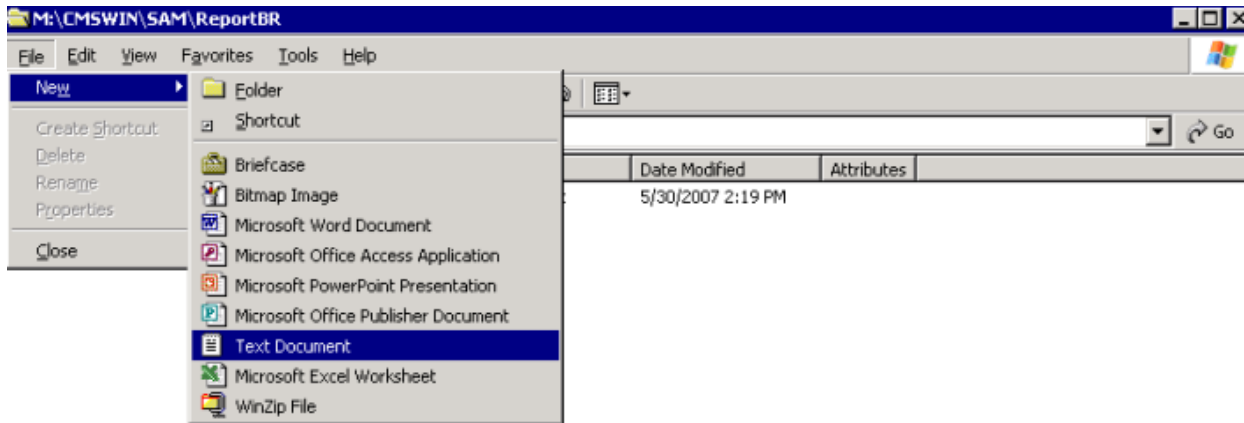 M:\CMSWIN\SAM\ReportBR
File Edit View Favorites Tools Help
New
Create Shortcut
Delete
Rename
Properties
Close
Folder
Shortcut
Briefcase
Bitmap Image
Microsoft Word Document
Microsoft Office Access Application
Microsoft PowerPoint Presentation
Microsoft Office Publisher Document
Text Document
Microsoft Excel Worksheet
WinZip File
Go
Date Modified Attributes
5/30/2007 2:19 PM